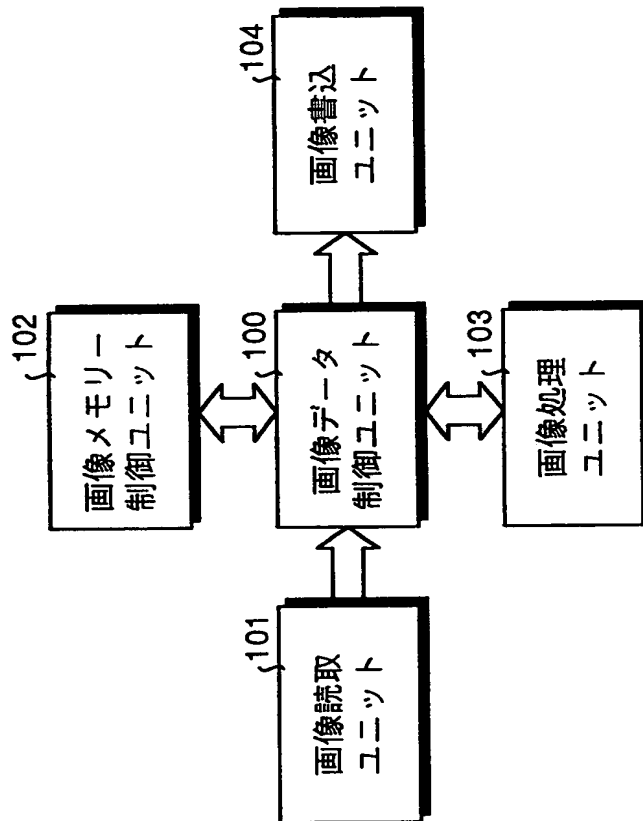 102
画像メモリー
制御ユニット
101
画像読取
ユニット
100
画像データ
制御ユニット
104
画像書込
ユニット
103
画像処理
ユニット